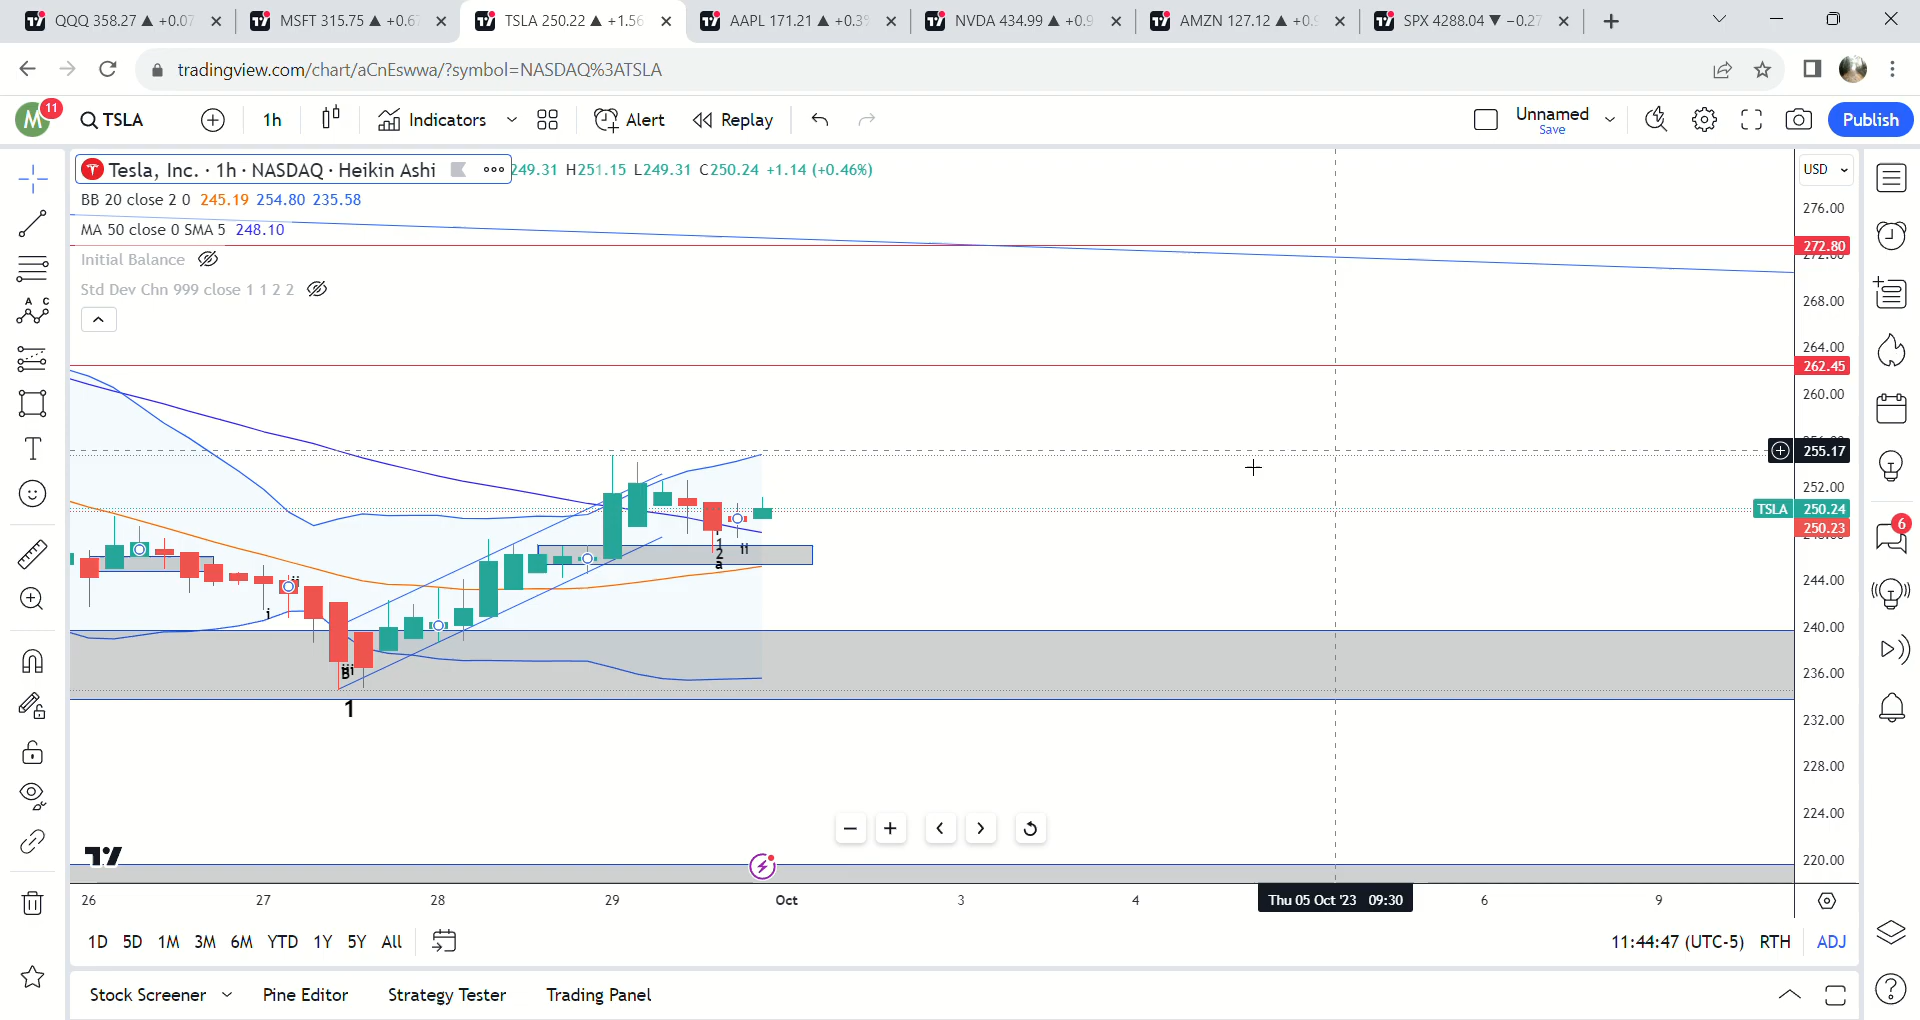 QQQ 358.27 ▲ +0.07
MSFT 315.75 ▲ +0.6
TSLA 250.22 ▲ +1.56
AAPL 171.21 ▲ +0.3
NVDA 434.99 ▲ +0.9
AMZN 127.12 ▲ +0.
SPX 4288.04 ▼ −0.27
tradingview.com/chart/aCnEswwa/?symbol=NASDAQ%3ATSLA
M 11
TSLA
1h
Indicators
Alert
Replay
Unnamed
Save
Publish
Tesla, Inc. · 1h · NASDAQ · Heikin Ashi
249.31 H251.15 L249.31 C250.24 +1.14 (+0.46%)
USD
BB 20 close 2 0 245.19 254.80 235.58
MA 50 close 0 SMA 5 248.10
Initial Balance
Std Dev Chn 999 close 1 1 2 2
276.00
272.80
268.00
264.00
262.45
260.00
255.17
252.00
TSLA 250.24
250.23
244.00
240.00
236.00
232.00
228.00
224.00
220.00
6
i
ii
1
1
2
a
ii
26
27
28
29
Oct
3
4
Thu 05 Oct '23 09:30
6
9
1D 5D 1M 3M 6M YTD 1Y 5Y All
11:44:47 (UTC-5) RTH ADJ
Stock Screener
Pine Editor
Strategy Tester
Trading Panel